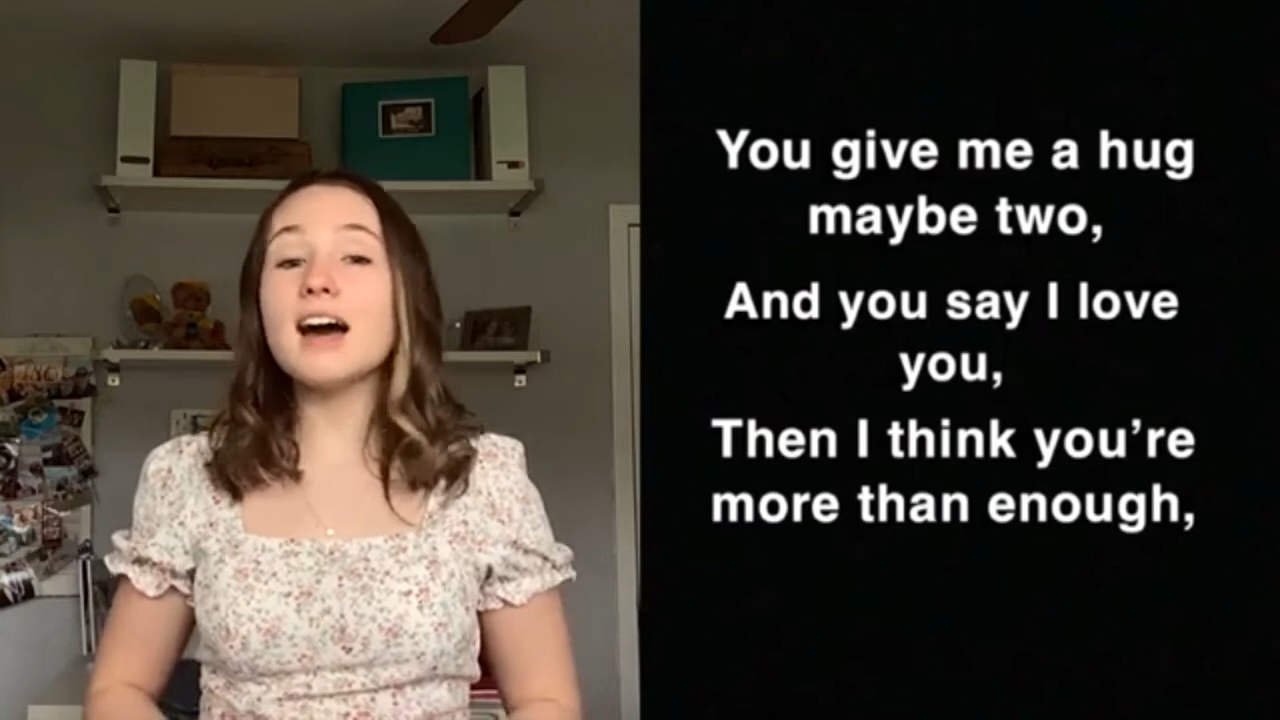 You give me a hug
maybe two,
And you say I love
you,
Then I think you’re
more than enough,